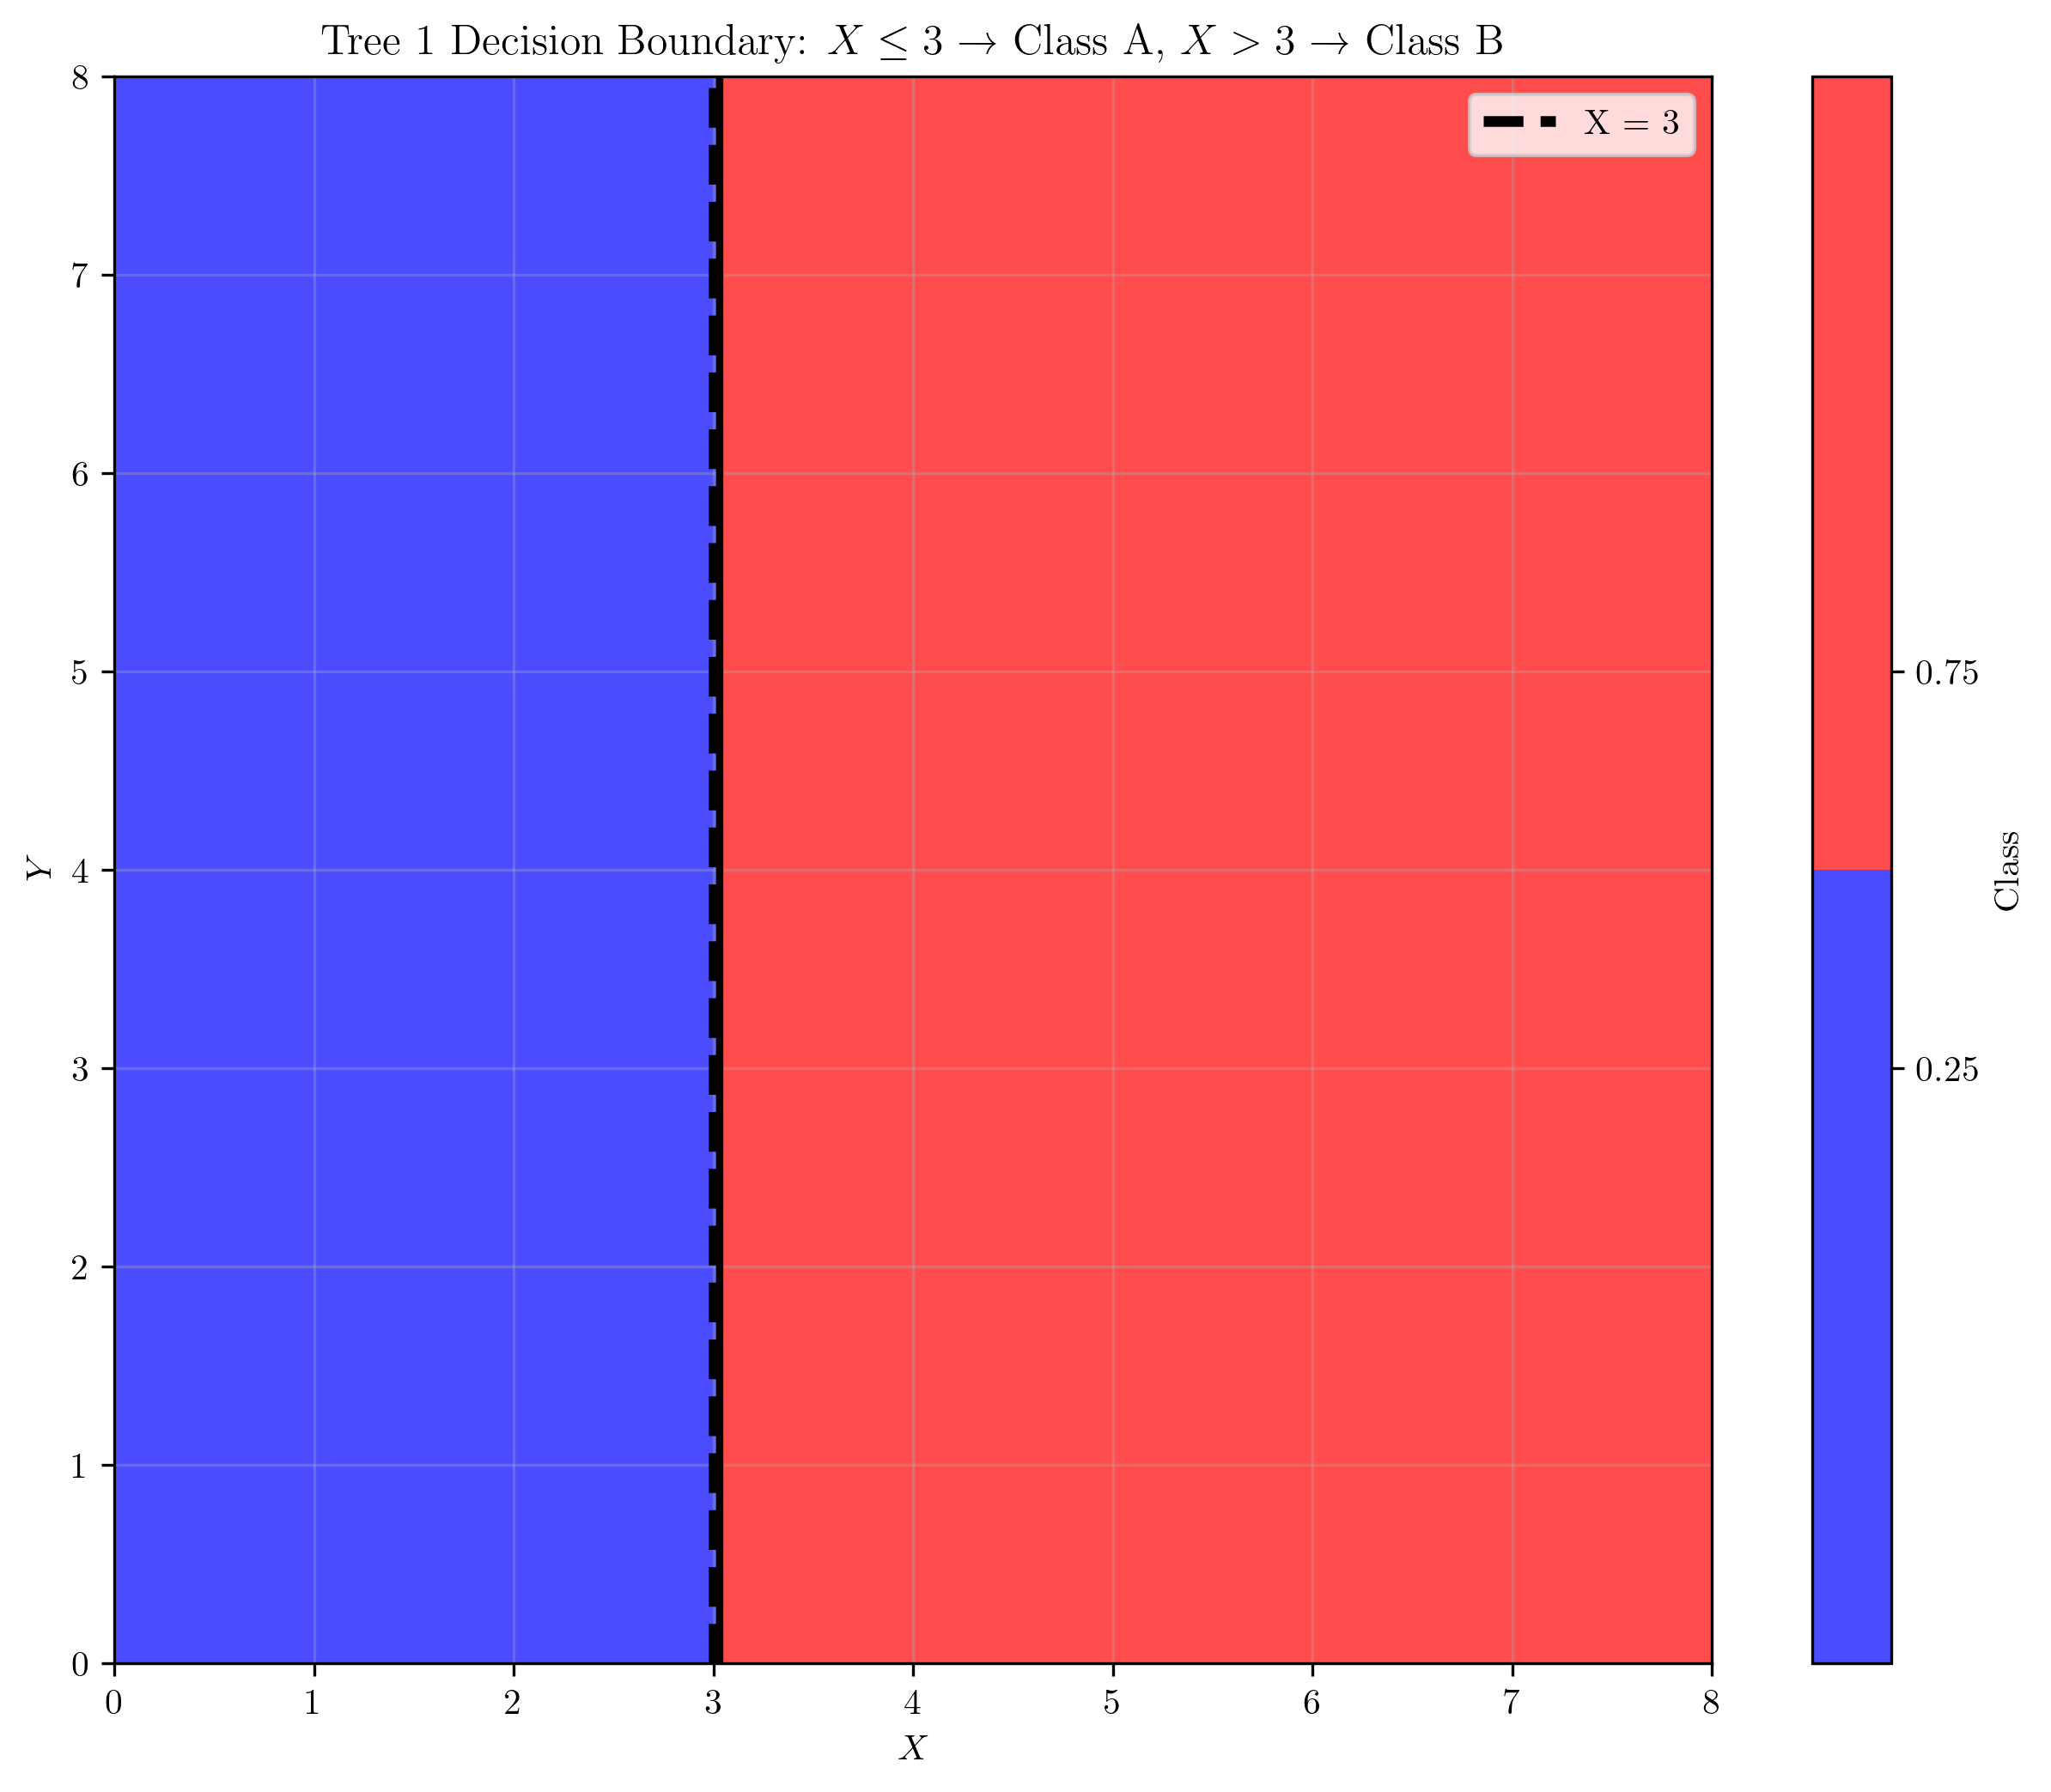 Tree 1 Decision Boundary: X ≤ 3 → Class A, X > 3 → Class B
X = 3
8
7
6
5
4
3
2
1
0
Y
0 1 2 3 4 5 6 7 8
X
0.75
0.25
Class